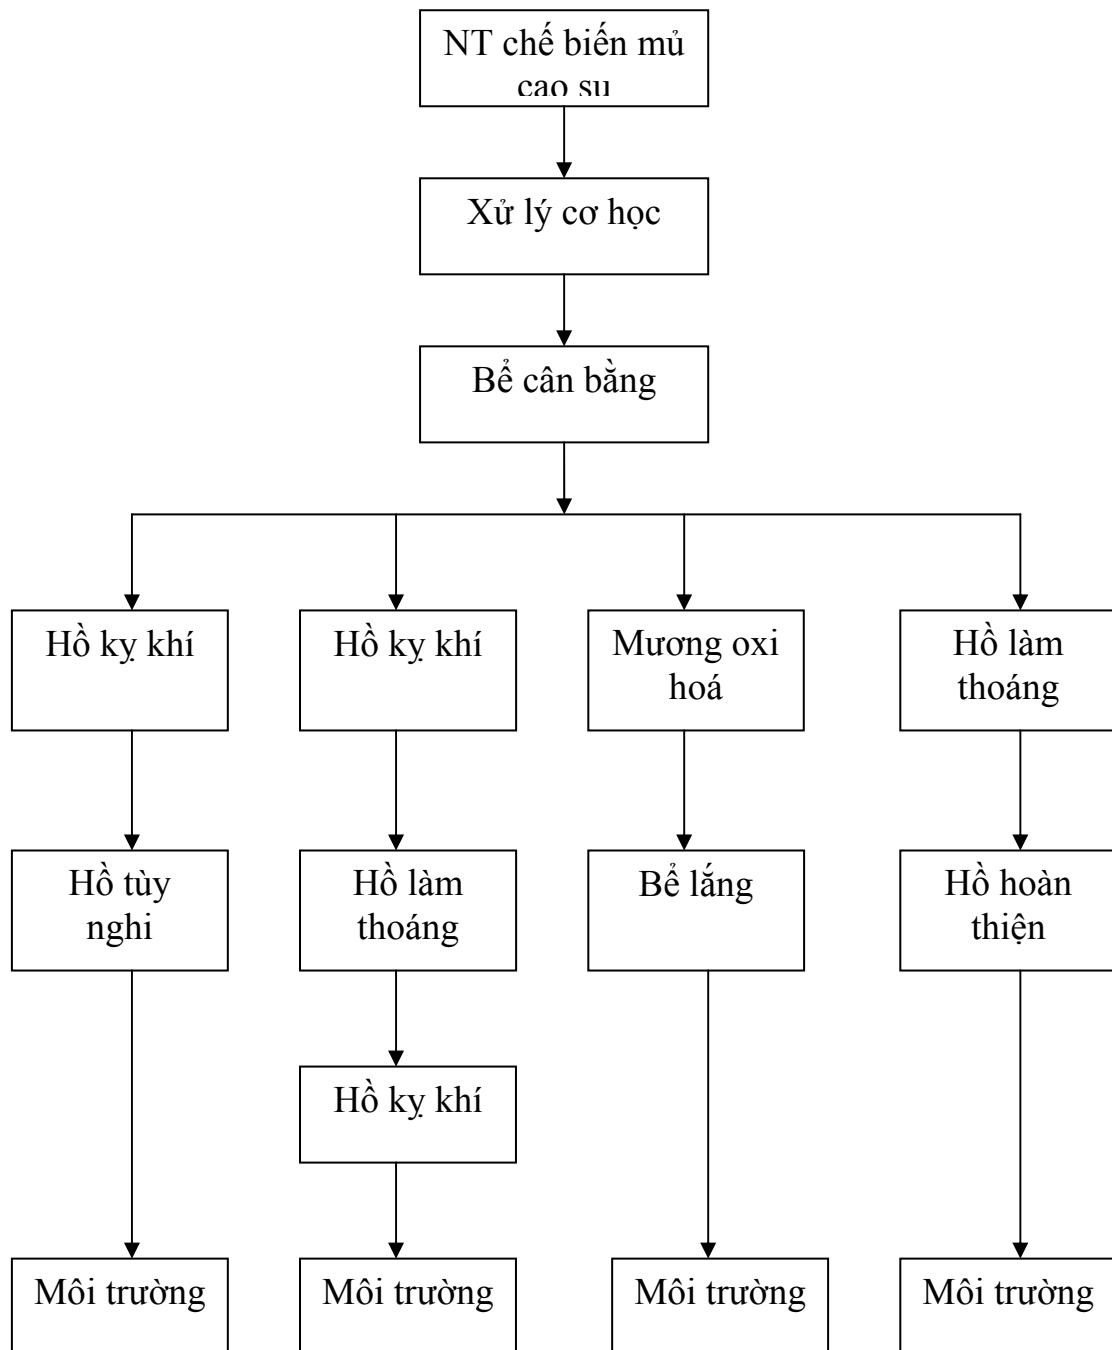 NT chế biến mủ
cao su
Xử lý cơ học
Bể cân bằng
Hồ kỵ khí
Hồ kỵ khí
Mương oxi
hoá
Hồ làm
thoáng
Hồ tùy
nghi
Hồ làm
thoáng
Bể lắng
Hồ hoàn
thiện
Hồ kỵ khí
Môi trường
Môi trường
Môi trường
Môi trường